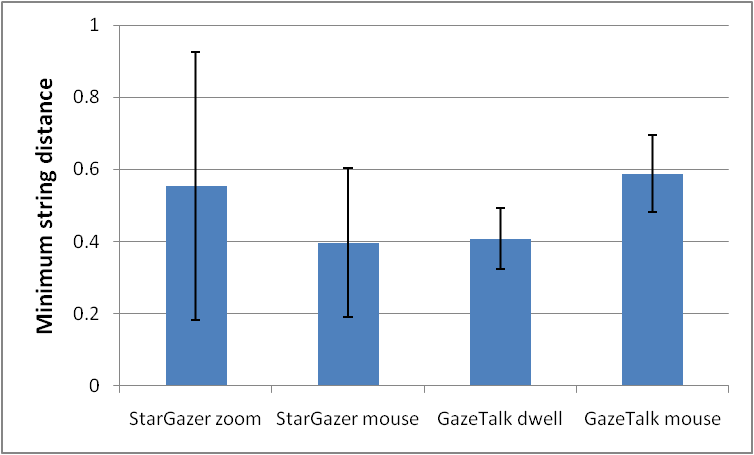 Minimum string distance
1
0.8
0.6
0.4
0.2
0
StarGazer zoom
StarGazer mouse
GazeTalk dwell
GazeTalk mouse